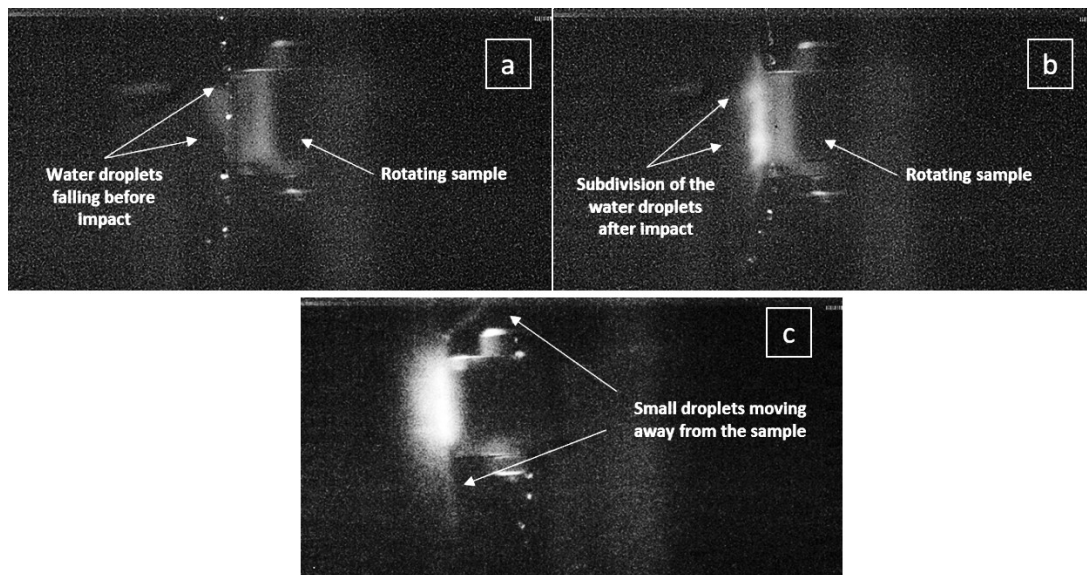 a
Water droplets
falling before
impact
Rotating sample
b
Subdivision of the
water droplets
after impact
Rotating sample
c
Small droplets moving
away from the sample